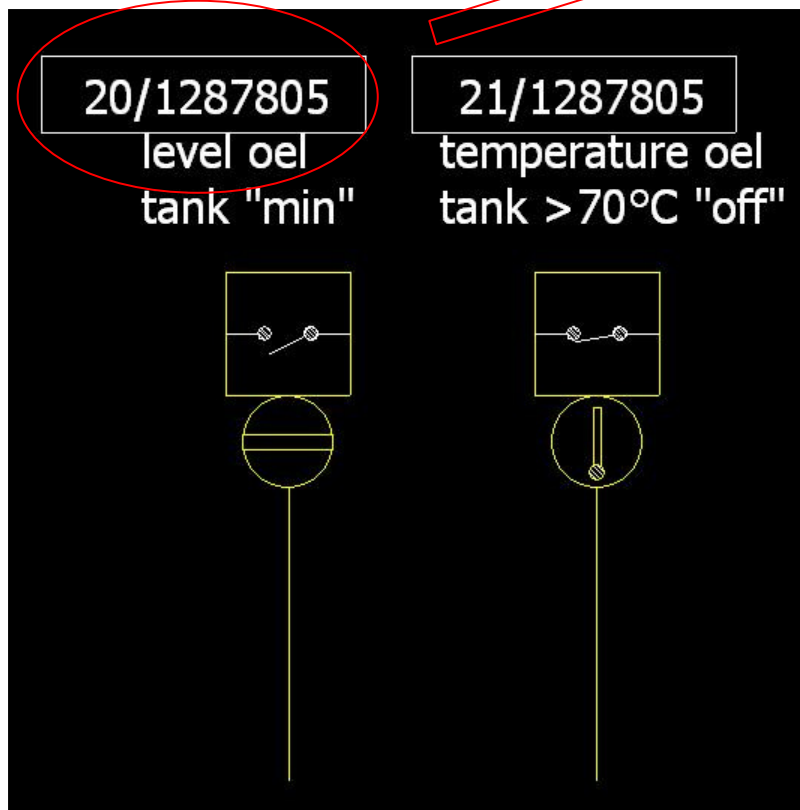 20/1287805
level oel
tank "min"
21/1287805
temperature oel
tank >70°C "off"